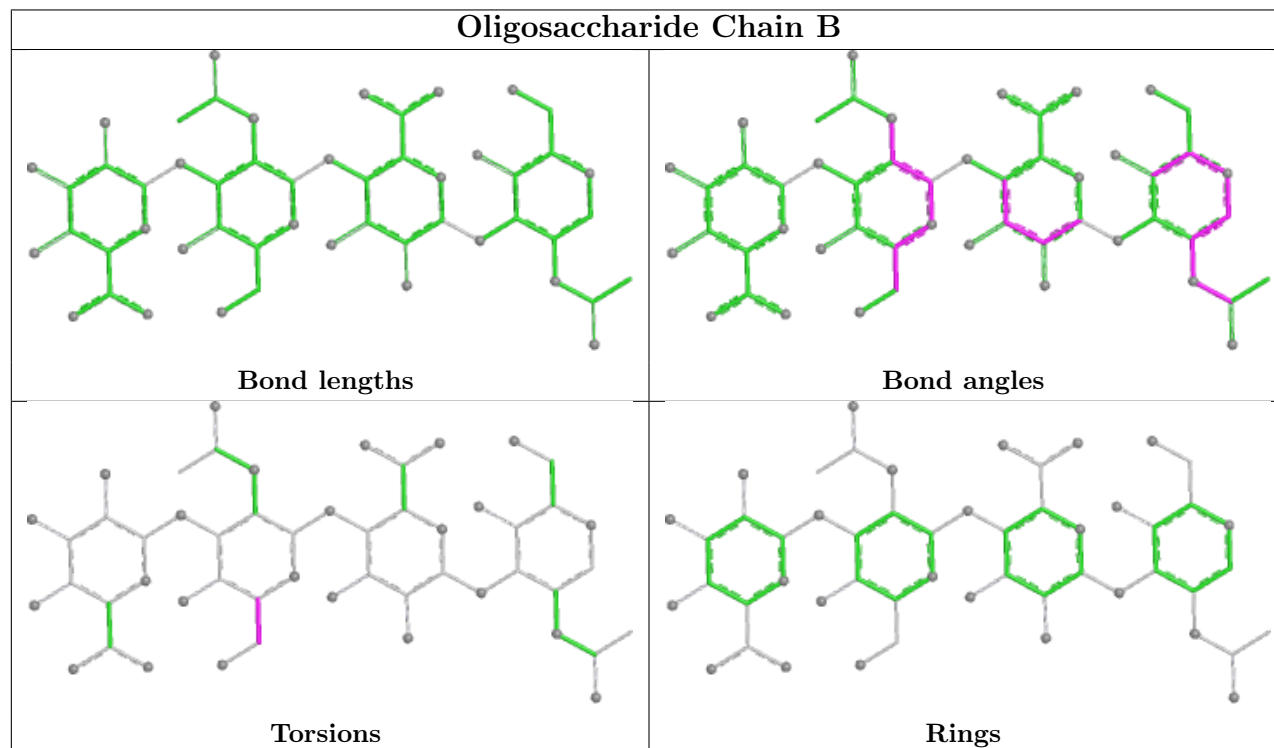 Oligosaccharide Chain B
Bond lengths
Bond angles
Torsions
Rings